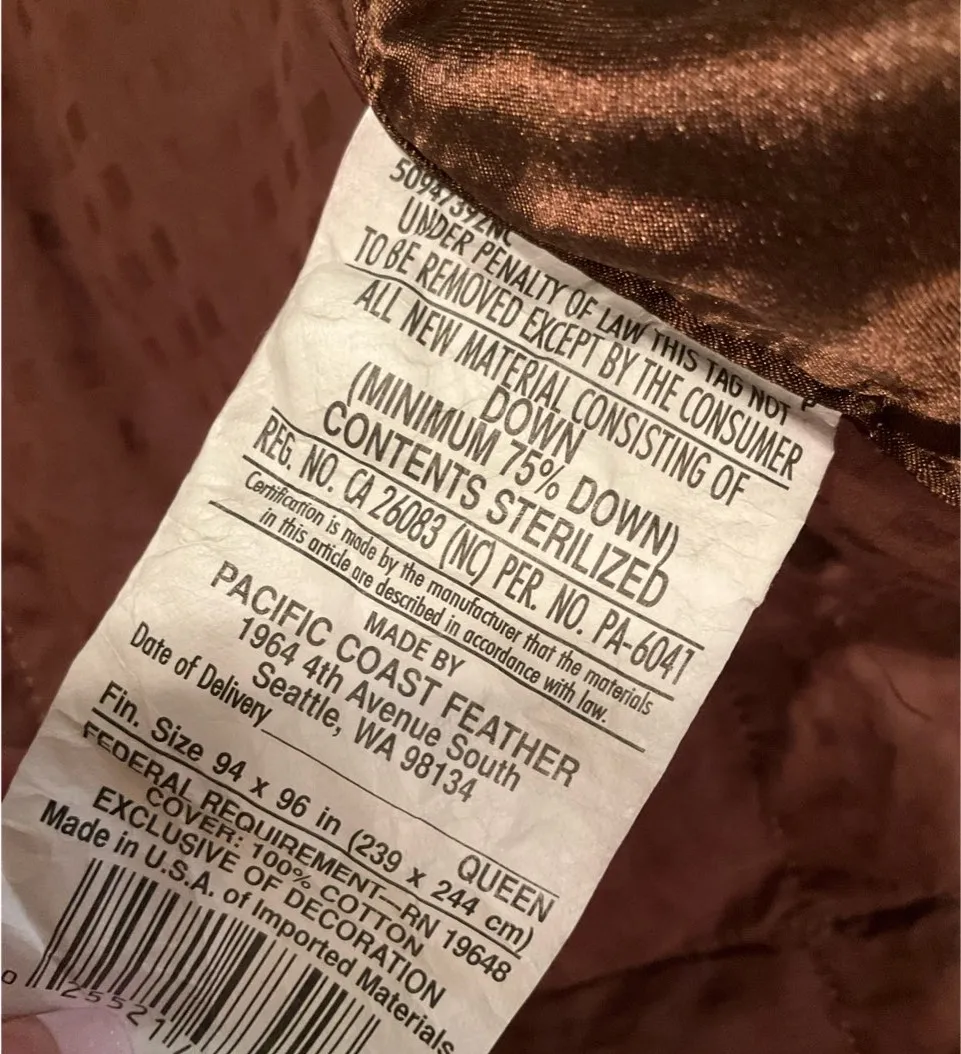 5094739ZNC
UNDER PENALTY OF LAW THIS TAG NOT
TO BE REMOVED EXCEPT BY THE CONSUMER
ALL NEW MATERIAL CONSISTING OF
DOWN
(MINIMUM 75% DOWN)
CONTENTS STERILIZED
REG. NO. CA 26083 (NC) PER. NO. PA-6041
Certification is made by the manufacturer that the materials
in this article are described in accordance with law.
MADE BY
PACIFIC COAST FEATHER
1964 4th Avenue South
Seattle, WA 98134
Date of Delivery
QUEEN
Fin. Size 94 x 96 in (239 x 244 cm)
FEDERAL REQUIREMENT—RN 19648
COVER: 100% COTTON
EXCLUSIVE OF DECORATION
Made in U.S.A. of Imported Materials
0 25521